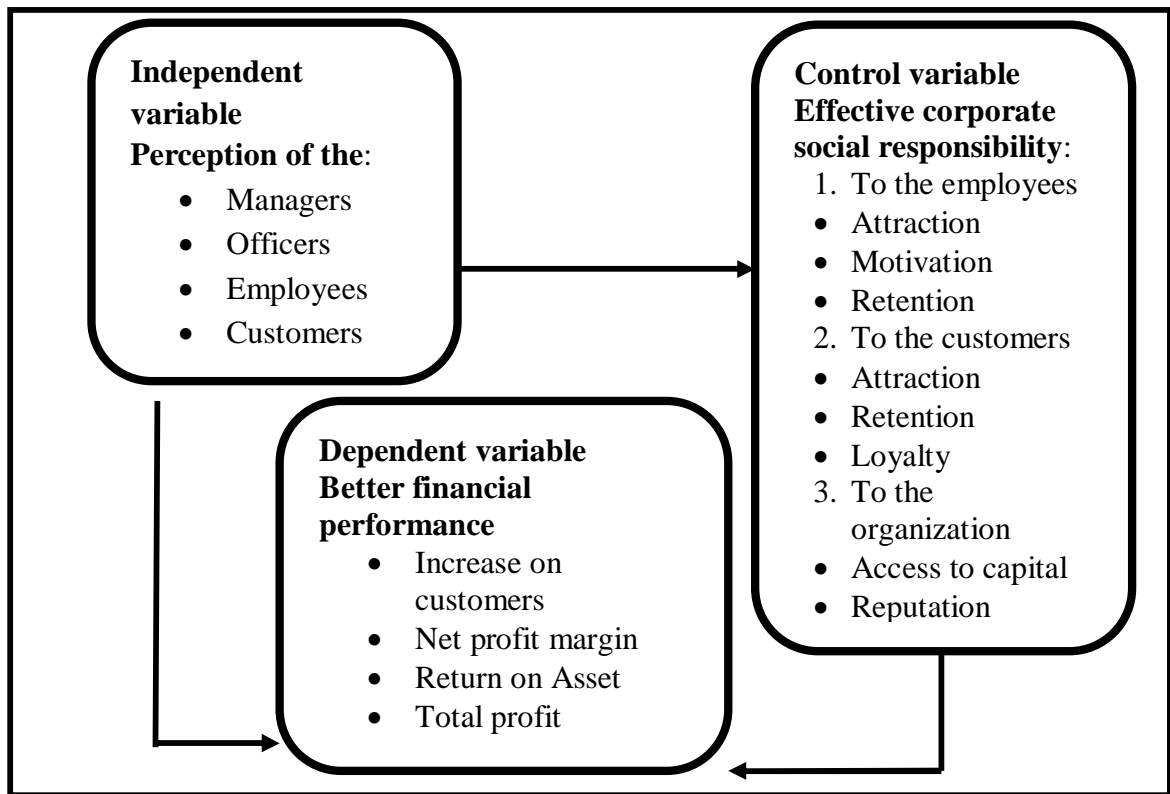 Independent
variable
Perception of the:
• Managers
• Officers
• Employees
• Customers
Control variable
Effective corporate
social responsibility:
1. To the employees
• Attraction
• Motivation
• Retention
2. To the customers
• Attraction
• Retention
• Loyalty
3. To the
organization
• Access to capital
• Reputation
Dependent variable
Better financial
performance
• Increase on
customers
• Net profit margin
• Return on Asset
• Total profit